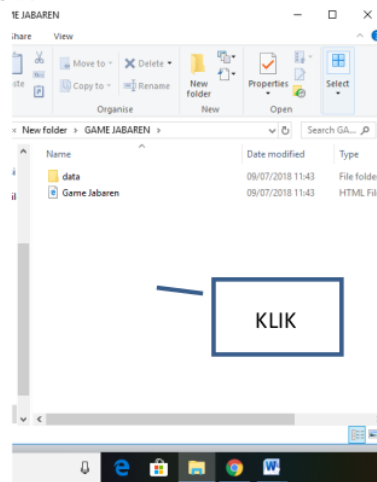 ME JABAREN
Share View
ste Move to Copy to Delete Rename New folder Properties Select
Organise New Open
New folder > GAME JABAREN > Search GA...
Name Date modified Type
data 09/07/2018 11:43 File folde
Game Jabaren 09/07/2018 11:43 HTML Fil
KLIK